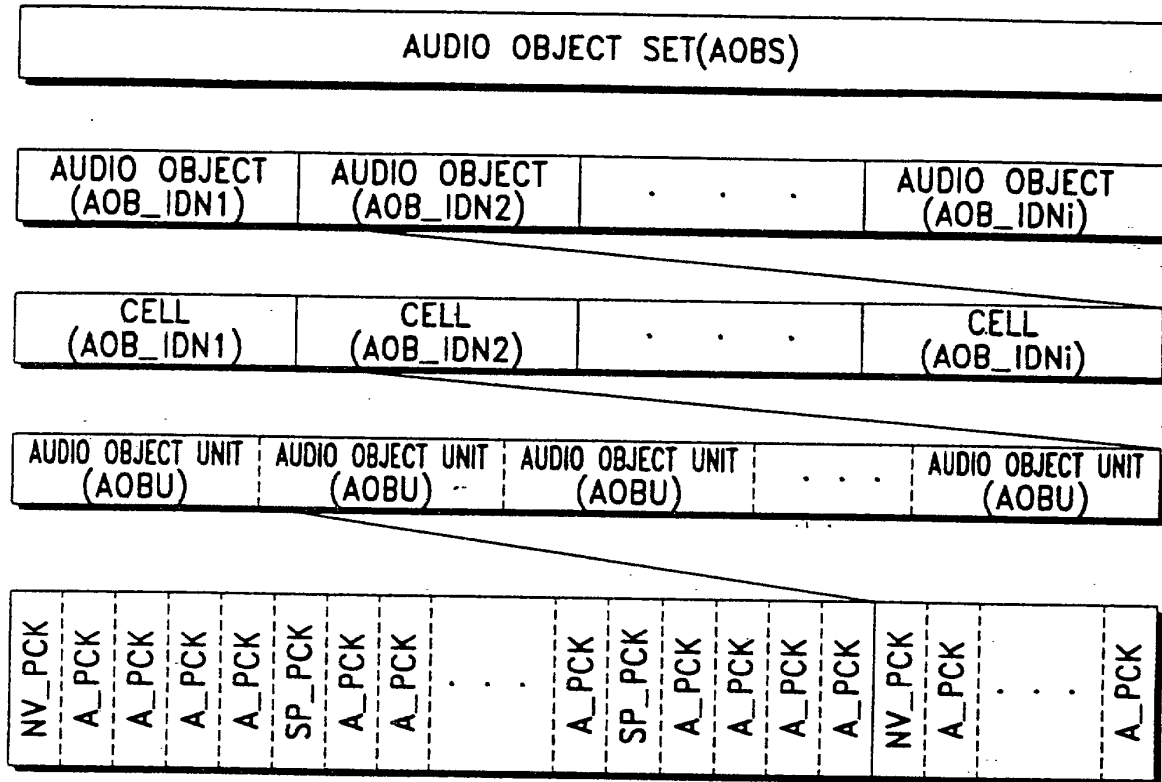 AUDIO OBJECT SET(AOBS)
AUDIO OBJECT (AOB_IDN1)
AUDIO OBJECT (AOB_IDN2)
. . .
AUDIO OBJECT (AOB_IDNi)
CELL (AOB_IDN1)
CELL (AOB_IDN2)
. . .
CELL (AOB_IDNi)
AUDIO OBJECT UNIT (AOBU)
AUDIO OBJECT UNIT (AOBU)
AUDIO OBJECT UNIT (AOBU)
. . .
AUDIO OBJECT UNIT (AOBU)
NV_PCK
A_PCK
A_PCK
A_PCK
A_PCK
SP_PCK
A_PCK
A_PCK
. . .
A_PCK
SP_PCK
A_PCK
A_PCK
A_PCK
A_PCK
NV_PCK
A_PCK
. . .
A_PCK